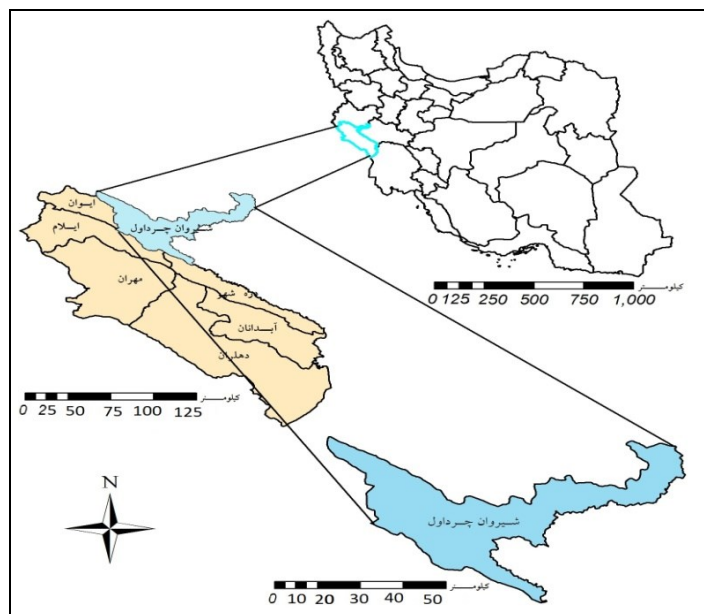 کیلومتر
0 125 250 500 750 1,000
ایوان
شیروان چرداول
ایلام
مهران
دره شهر
آبدانان
دهلران
کیلومتر
0 25 50 75 100 125
شیروان چرداول
N
کیلومتر
0 10 20 30 40 50